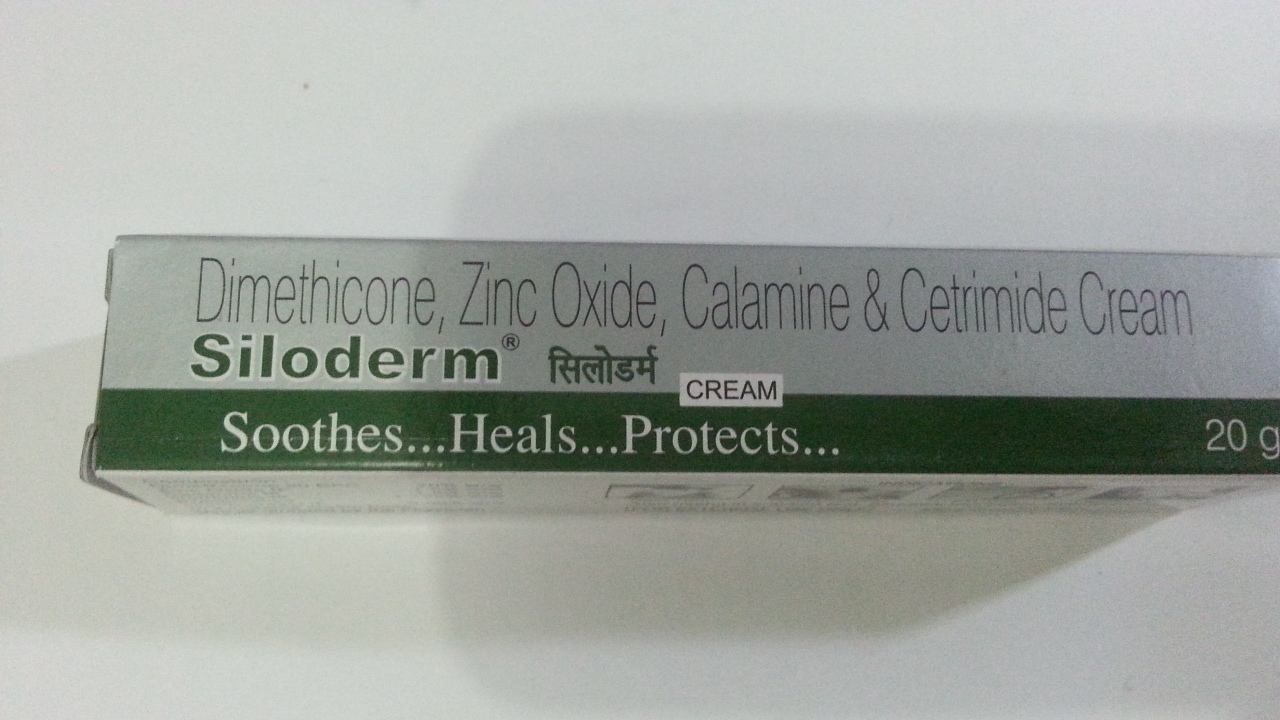 Dimethicone, Zinc Oxide, Calamine & Cetrimide Cream
Siloderm® सिलोडर्म
CREAM
Soothes...Heals...Protects...
20 g